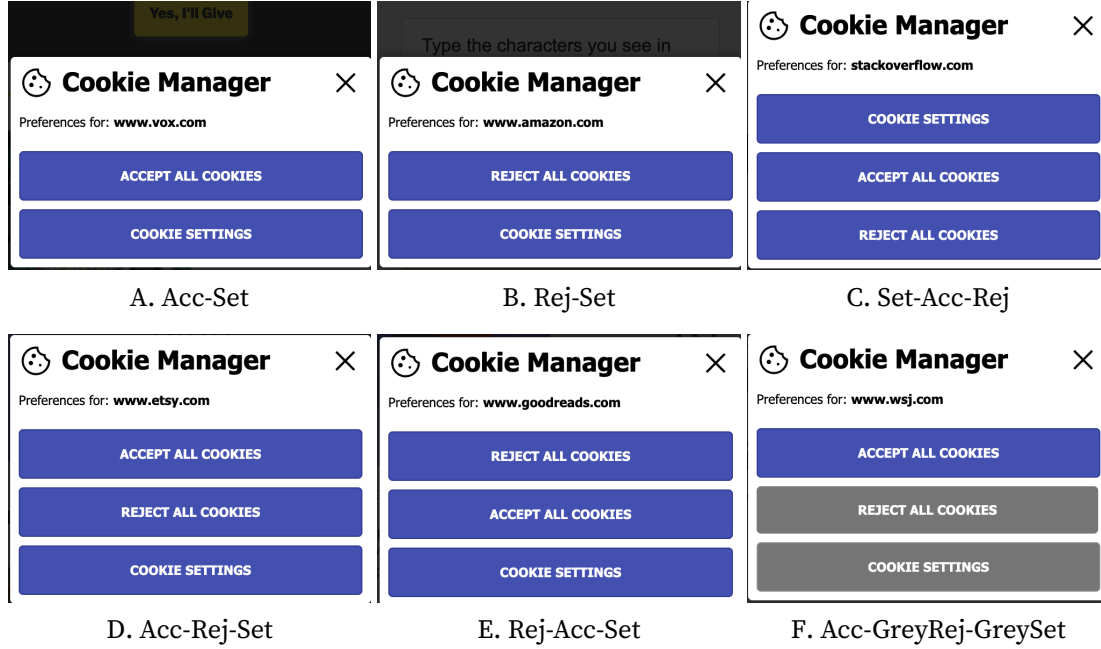 Yes, I'll Give
Cookie Manager
Preferences for: www.vox.com
ACCEPT ALL COOKIES
COOKIE SETTINGS
A. Acc-Set
Type the characters you see in
Cookie Manager
Preferences for: www.amazon.com
REJECT ALL COOKIES
COOKIE SETTINGS
B. Rej-Set
Cookie Manager
Preferences for: stackoverflow.com
COOKIE SETTINGS
ACCEPT ALL COOKIES
REJECT ALL COOKIES
C. Set-Acc-Rej
Cookie Manager
Preferences for: www.etsy.com
ACCEPT ALL COOKIES
REJECT ALL COOKIES
COOKIE SETTINGS
D. Acc-Rej-Set
Cookie Manager
Preferences for: www.goodreads.com
REJECT ALL COOKIES
ACCEPT ALL COOKIES
COOKIE SETTINGS
E. Rej-Acc-Set
Cookie Manager
Preferences for: www.wsj.com
ACCEPT ALL COOKIES
REJECT ALL COOKIES
COOKIE SETTINGS
F. Acc-GreyRej-GreySet